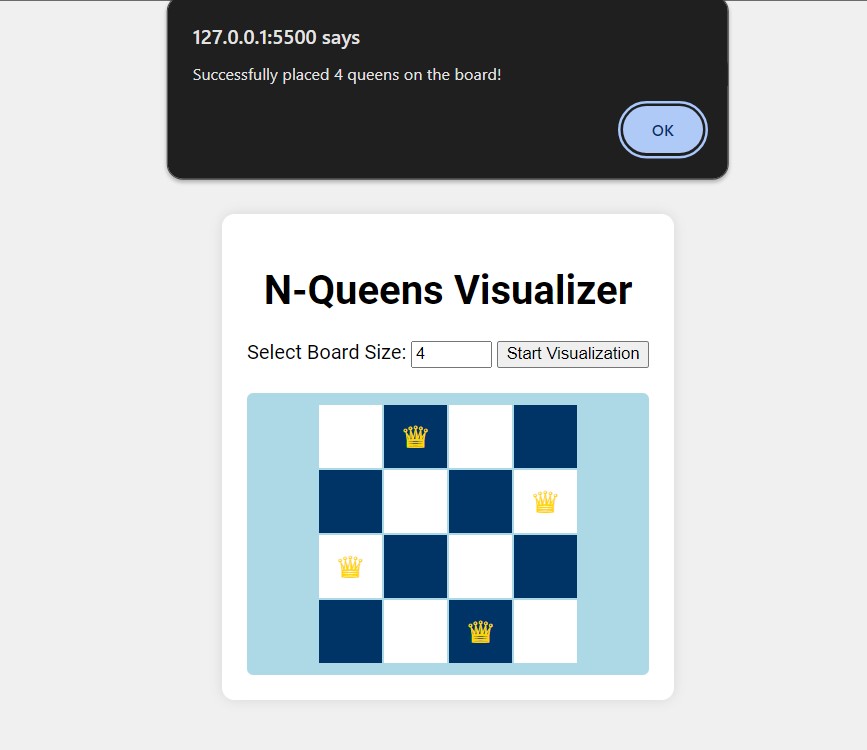 127.0.0.1:5500 says
Successfully placed 4 queens on the board!
OK
N-Queens Visualizer
Select Board Size: 4 Start Visualization